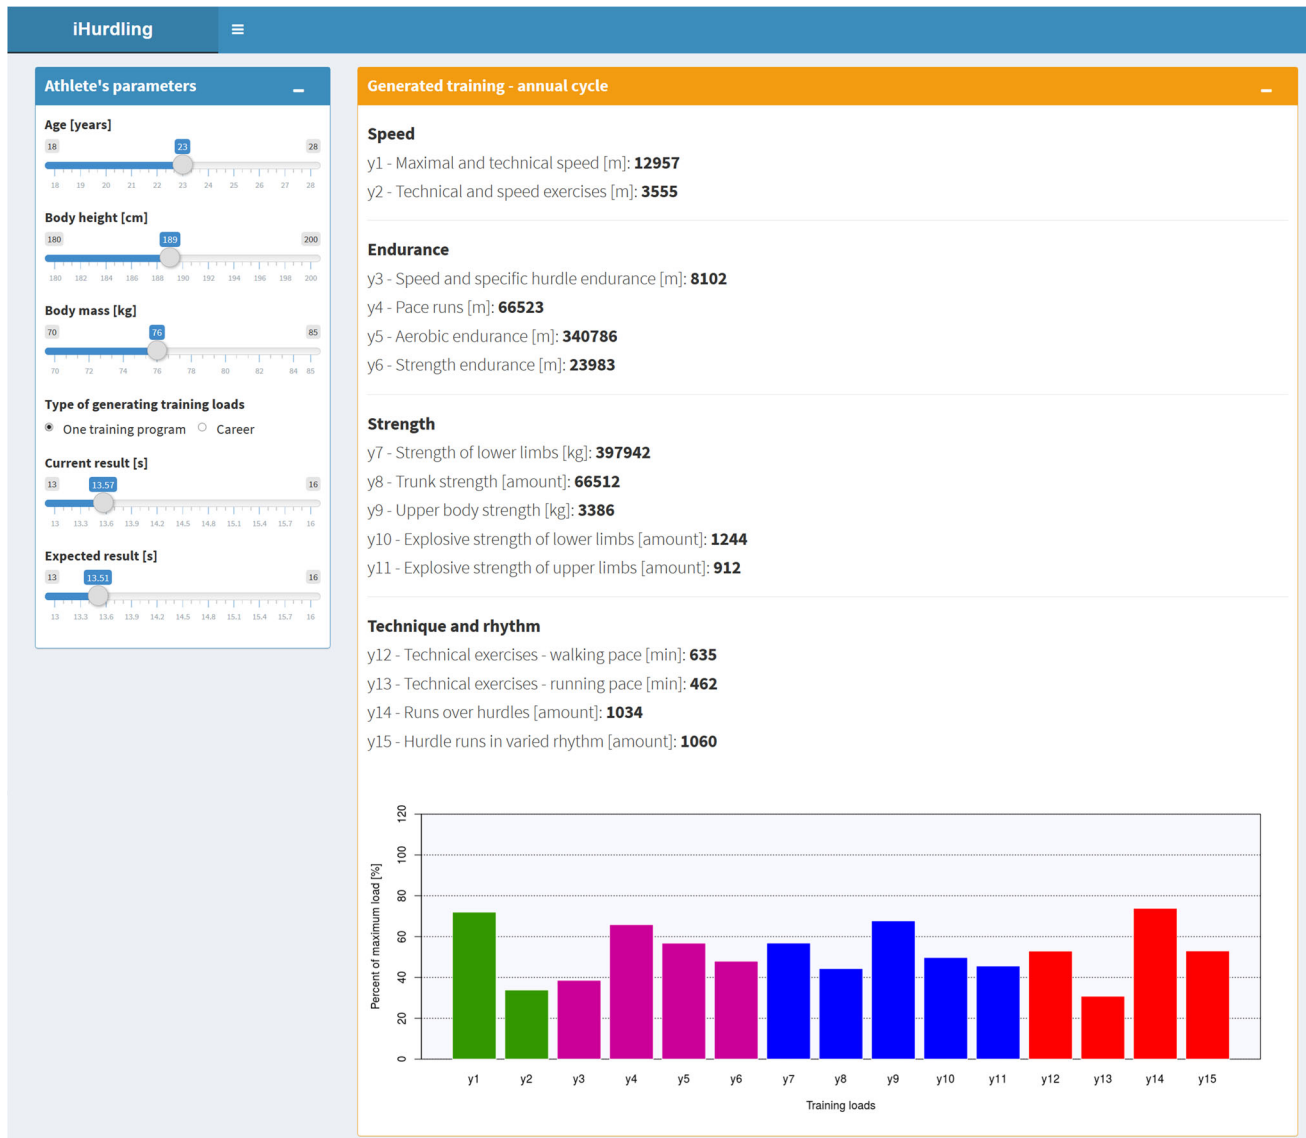 iHurdling
Athlete's parameters
Age [years]
18 23 28
18 19 20 21 22 23 24 25 26 27 28
Body height [cm]
180 189 200
180 182 184 186 188 190 192 194 196 198 200
Body mass [kg]
70 76 85
70 72 74 76 78 80 82 84 85
Type of generating training loads
One training program Career
Current result [s]
13 13.57 16
13 13.3 13.6 13.9 14.2 14.5 14.8 15.1 15.4 15.7 16
Expected result [s]
13 13.51 16
13 13.3 13.6 13.9 14.2 14.5 14.8 15.1 15.4 15.7 16
Generated training - annual cycle
Speed
y1 - Maximal and technical speed [m]: 12957
y2 - Technical and speed exercises [m]: 3555
Endurance
y3 - Speed and specific hurdle endurance [m]: 8102
y4 - Pace runs [m]: 66523
y5 - Aerobic endurance [m]: 340786
y6 - Strength endurance [m]: 23983
Strength
y7 - Strength of lower limbs [kg]: 397942
y8 - Trunk strength [amount]: 66512
y9 - Upper body strength [kg]: 3386
y10 - Explosive strength of lower limbs [amount]: 1244
y11 - Explosive strength of upper limbs [amount]: 912
Technique and rhythm
y12 - Technical exercises - walking pace [min]: 635
y13 - Technical exercises - running pace [min]: 462
y14 - Runs over hurdles [amount]: 1034
y15 - Hurdle runs in varied rhythm [amount]: 1060
Percent of maximum load [%]
120
100
80
60
40
20
0
y1 y2 y3 y4 y5 y6 y7 y8 y9 y10 y11 y12 y13 y14 y15
Training loads